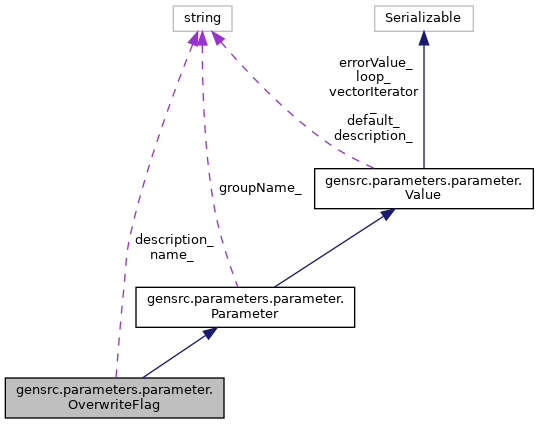 string
Serializable
errorValue_
loop_
vectorIterator
_
default_
description_
gensrc.parameters.parameter.
Value
groupName_
description_
name_
gensrc.parameters.parameter.
Parameter
gensrc.parameters.parameter.
OverwriteFlag